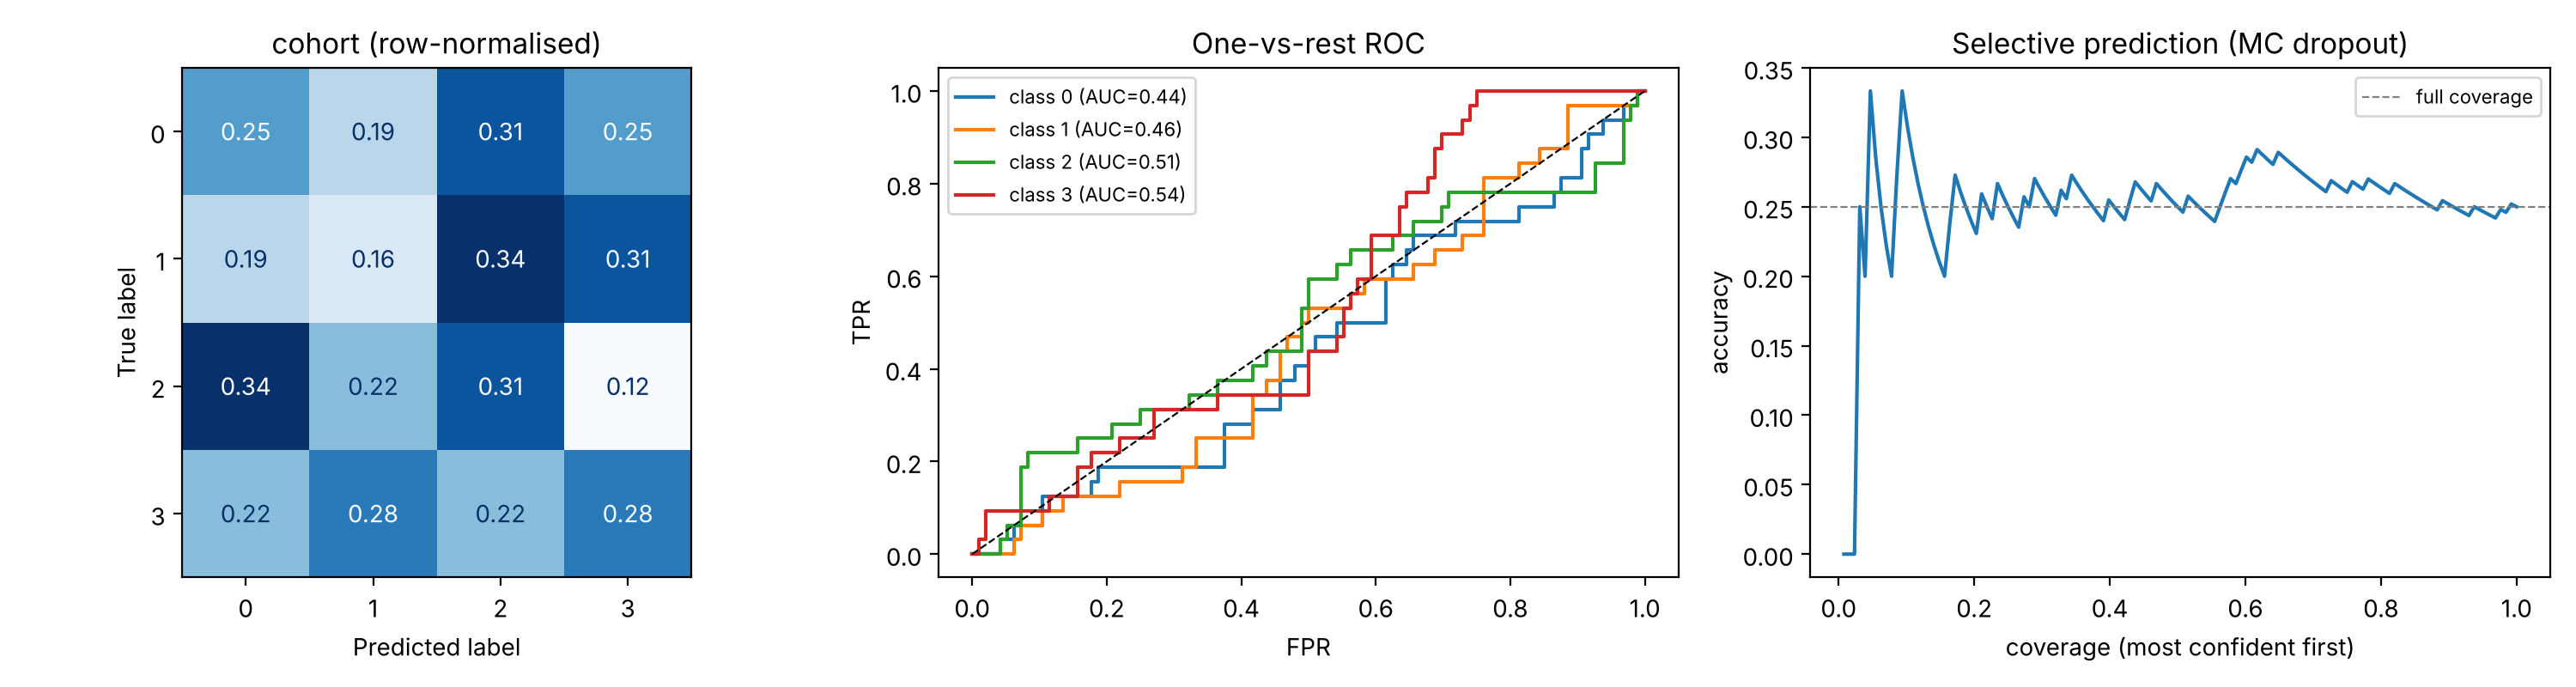 cohort (row-normalised)
True label
0
0.25 0.19 0.31 0.25
1
0.19 0.16 0.34 0.31
2
0.34 0.22 0.31 0.12
3
0.22 0.28 0.22 0.28
0 1 2 3
Predicted label
One-vs-rest ROC
class 0 (AUC=0.44)
class 1 (AUC=0.46)
class 2 (AUC=0.51)
class 3 (AUC=0.54)
TPR
1.0
0.8
0.6
0.4
0.2
0.0
0.0 0.2 0.4 0.6 0.8 1.0
FPR
Selective prediction (MC dropout)
full coverage
accuracy
0.35
0.30
0.25
0.20
0.15
0.10
0.05
0.00
0.0 0.2 0.4 0.6 0.8 1.0
coverage (most confident first)